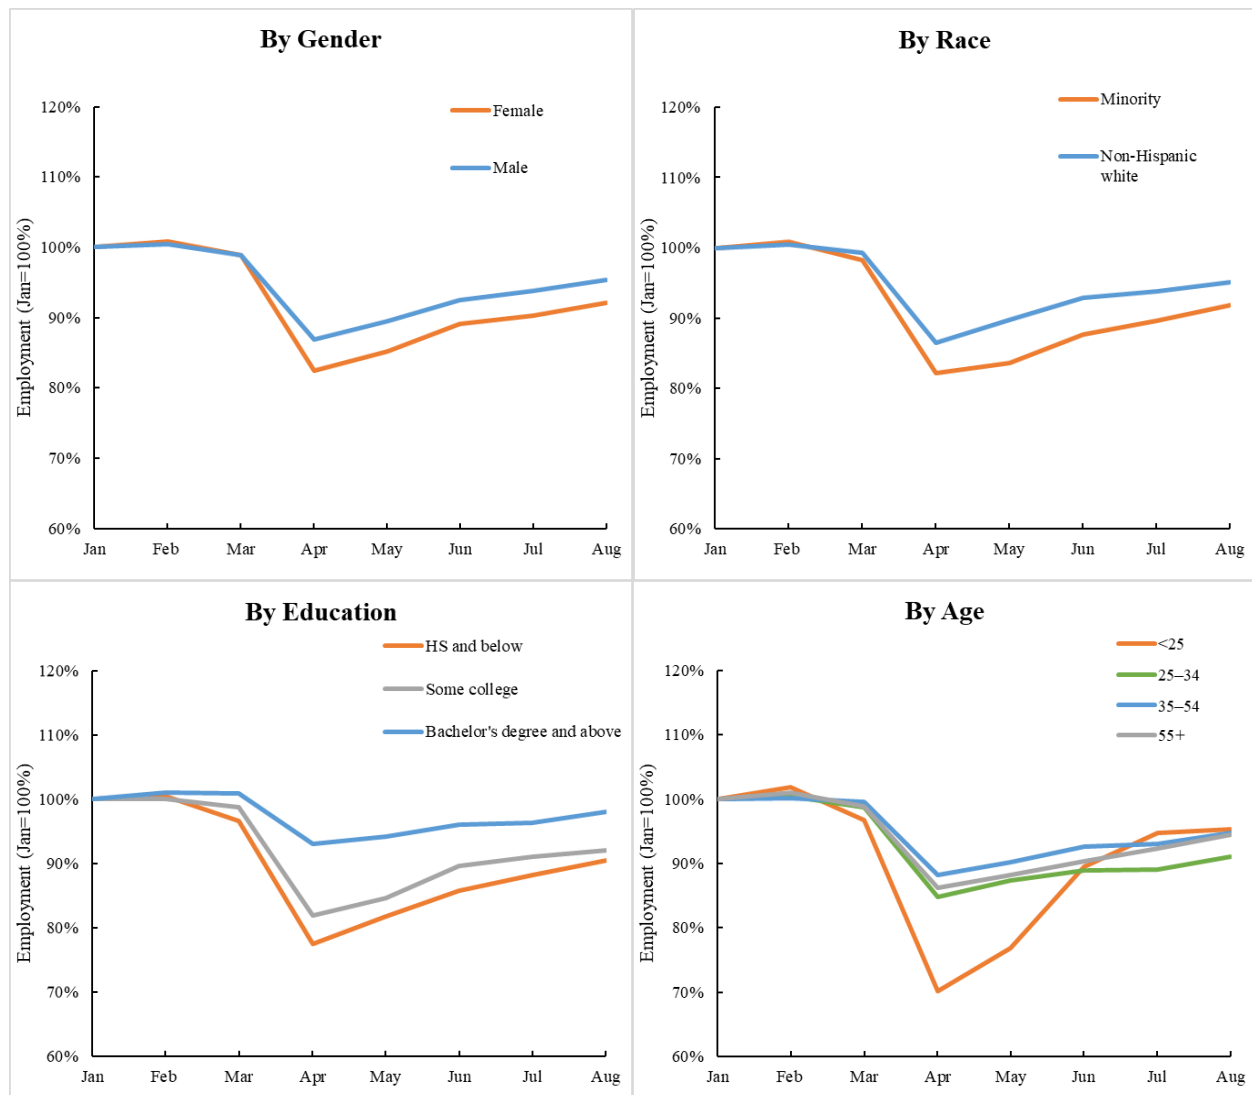 By Gender
Female
Male
Employment (Jan=100%)
120%
110%
100%
90%
80%
70%
60%
Jan Feb Mar Apr May Jun Jul Aug
By Race
Minority
Non-Hispanic
white
Employment (Jan=100%)
120%
110%
100%
90%
80%
70%
60%
Jan Feb Mar Apr May Jun Jul Aug
By Education
HS and below
Some college
Bachelor's degree and above
Employment (Jan=100%)
120%
110%
100%
90%
80%
70%
60%
Jan Feb Mar Apr May Jun Jul Aug
By Age
<25
25–34
35–54
55+
Employment (Jan=100%)
120%
110%
100%
90%
80%
70%
60%
Jan Feb Mar Apr May Jun Jul Aug